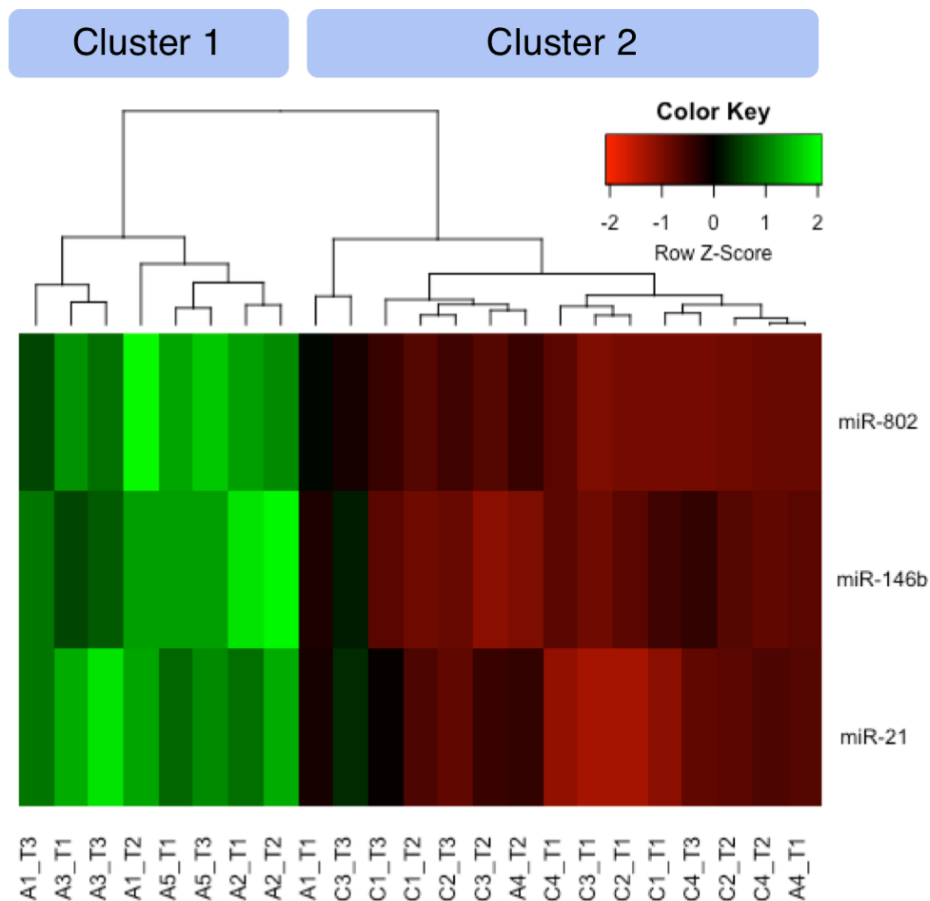 Cluster 1 Cluster 2
Color Key
-2 -1 0 1 2
Row Z-Score
miR-802
miR-146b
miR-21
A1_T3 A3_T1 A3_T3 A1_T2 A5_T1 A5_T3 A2_T1 A2_T2 A1_T1 C3_T3 C1_T3 C1_T2 C2_T3 C3_T2 A4_T2 C4_T1 C3_T1 C2_T1 C1_T1 C4_T3 C2_T2 C4_T2 A4_T1